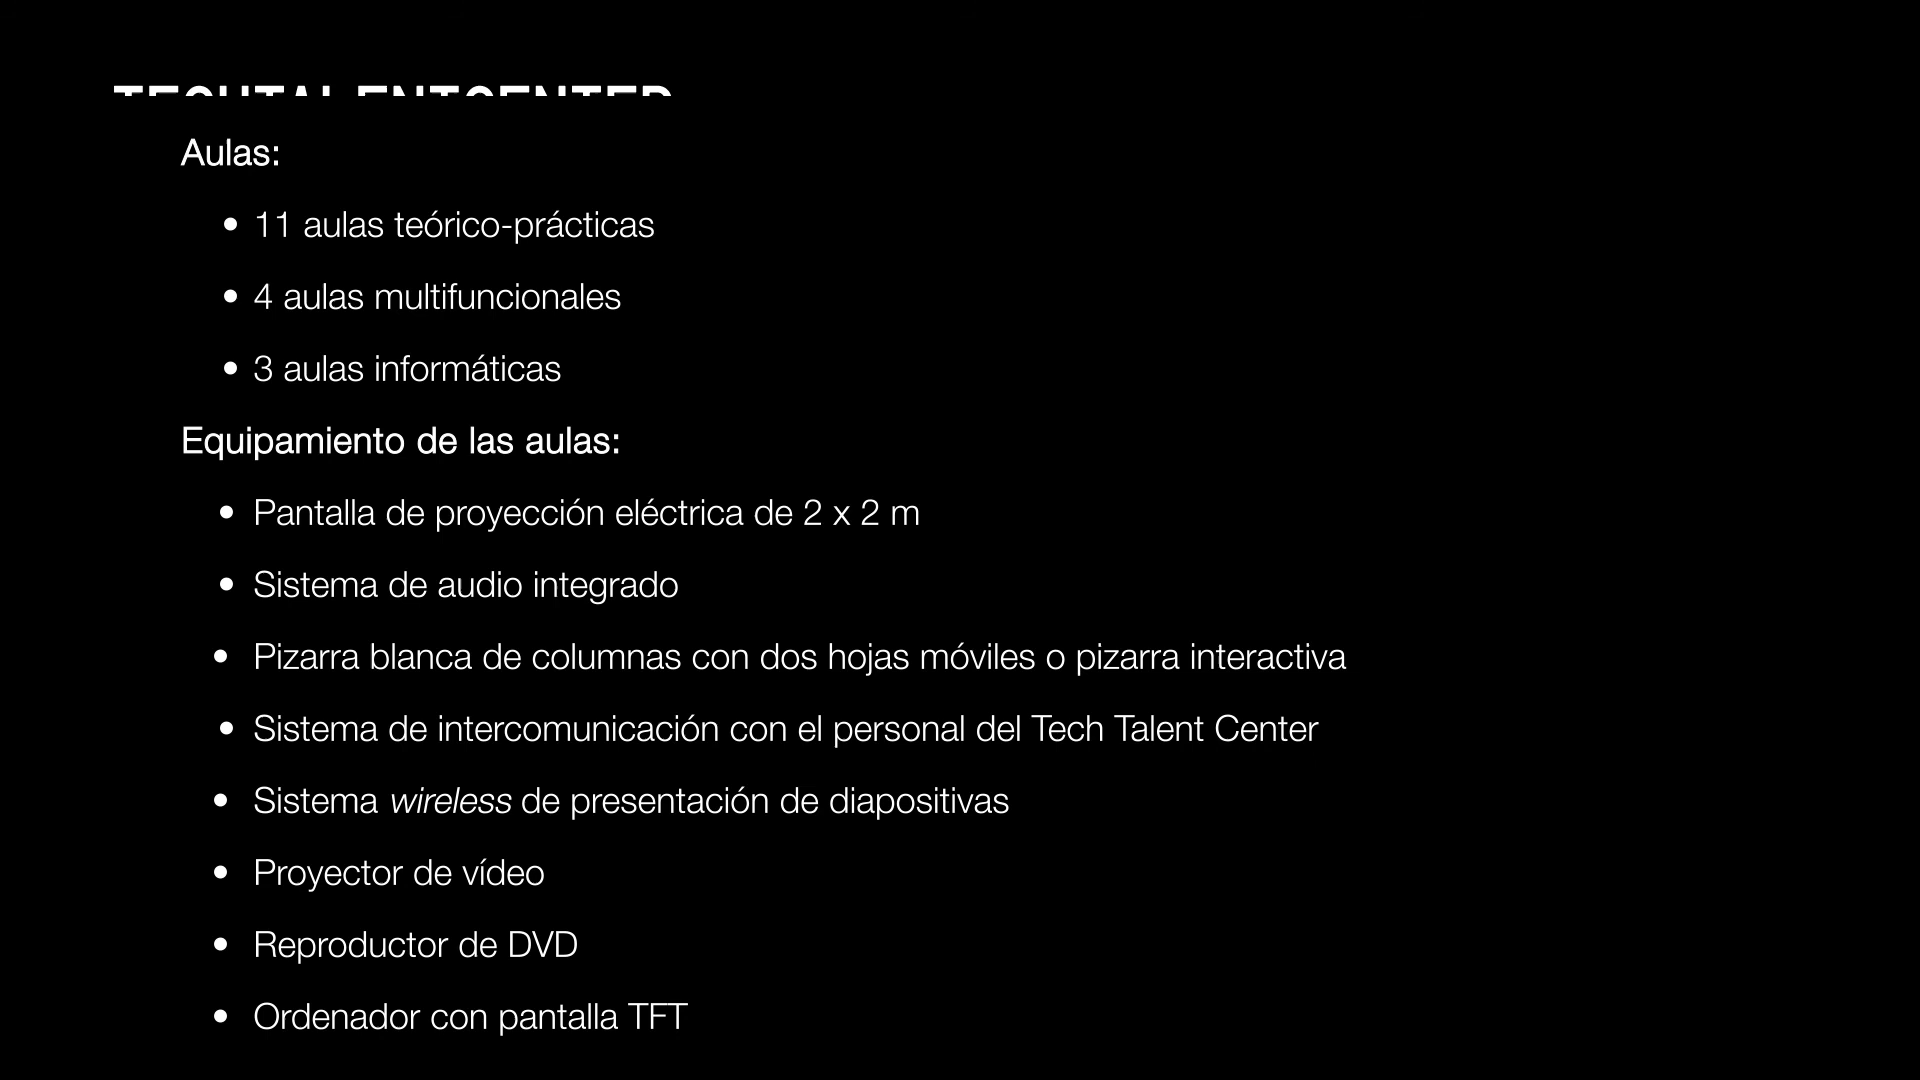 TECHTALENTCENTER
Aulas:
• 11 aulas teórico-prácticas
• 4 aulas multifuncionales
• 3 aulas informáticas
Equipamiento de las aulas:
• Pantalla de proyección eléctrica de 2 x 2 m
• Sistema de audio integrado
• Pizarra blanca de columnas con dos hojas móviles o pizarra interactiva
• Sistema de intercomunicación con el personal del Tech Talent Center
• Sistema wireless de presentación de diapositivas
• Proyector de vídeo
• Reproductor de DVD
• Ordenador con pantalla TFT